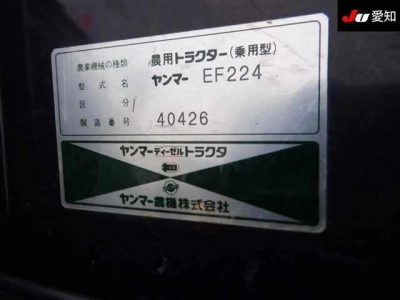 JU 愛知
農業機械の種類 農用トラクター(乗用型)
型式名 ヤンマー EF224
区分
製造番号 40426
ヤンマーディーゼルトラクタ
ヤンマー農機株式会社